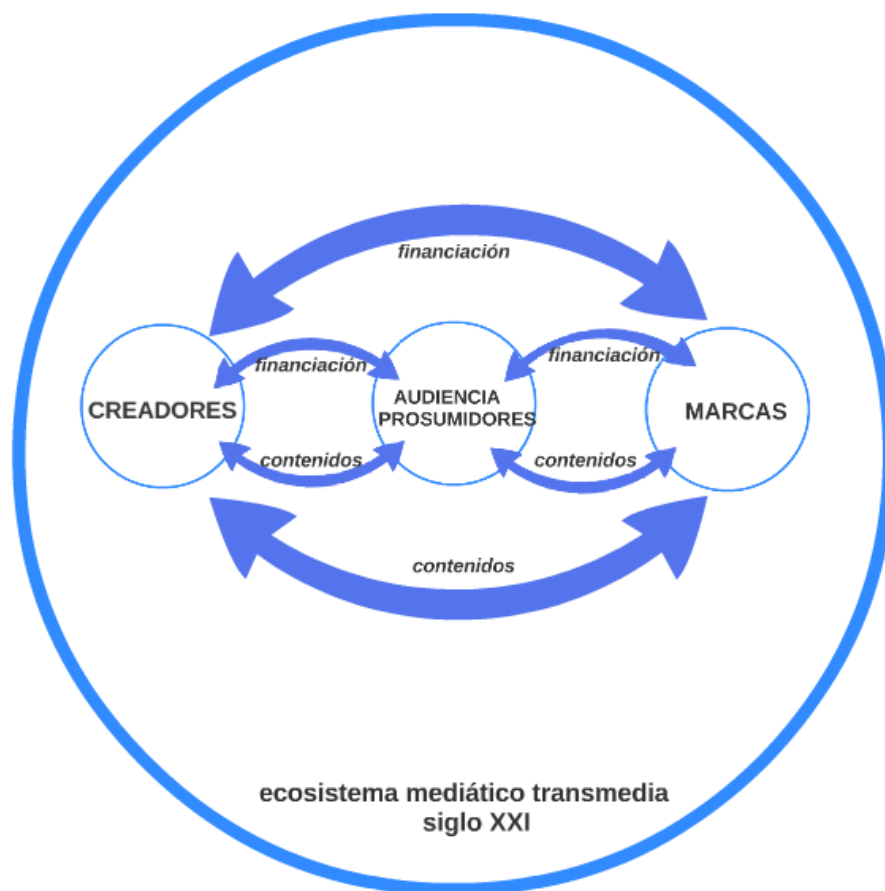 financiación
financiación
financiación
CREADORES
AUDIENCIA
PROSUMIDORES
MARCAS
contenidos
contenidos
contenidos
ecosistema mediático transmedia
siglo XXI